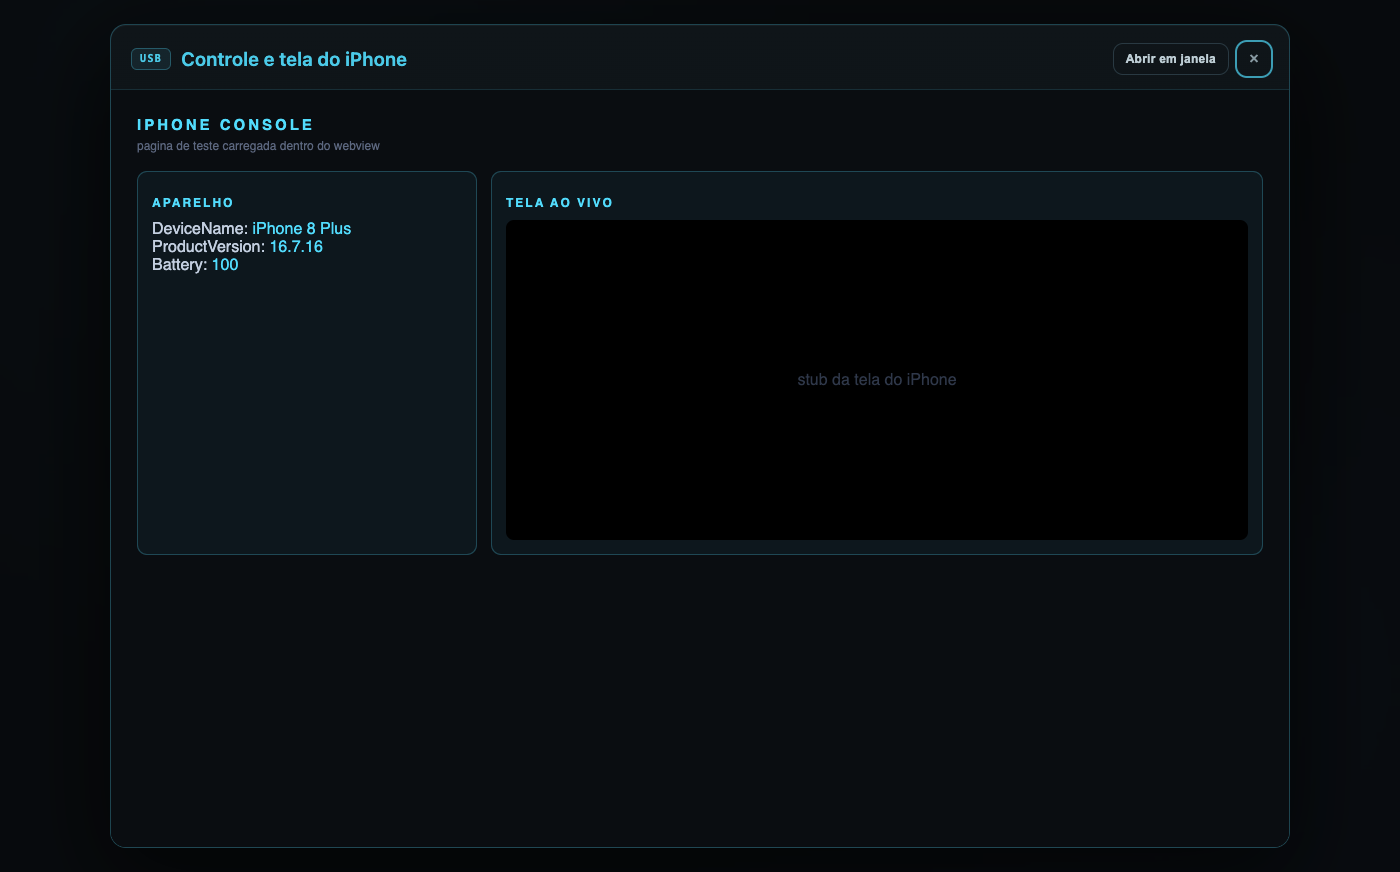 USB
Controle e tela do iPhone
Abrir em janela
×
IPHONE CONSOLE
pagina de teste carregada dentro do webview
APARELHO
DeviceName: iPhone 8 Plus
ProductVersion: 16.7.16
Battery: 100
TELA AO VIVO
stub da tela do iPhone